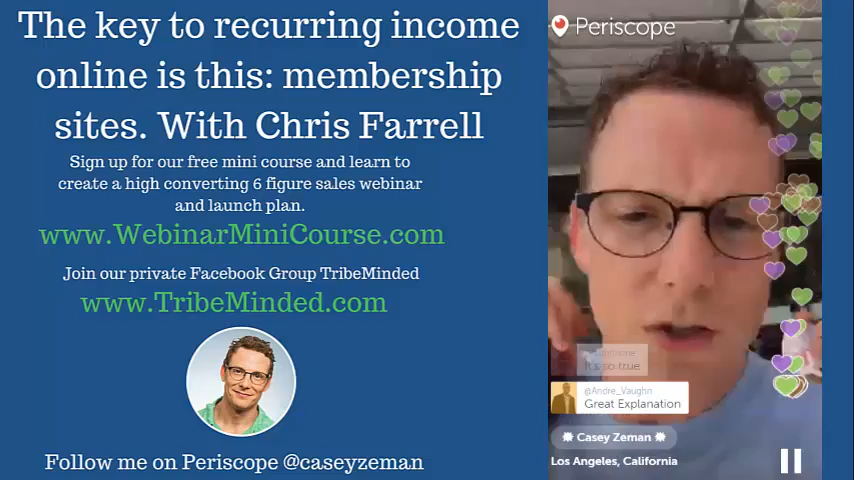 The key to recurring income
online is this: membership
sites. With Chris Farrell
Sign up for our free mini course and learn to
create a high converting 6 figure sales webinar
and launch plan.
www.WebinarMiniCourse.com
Join our private Facebook Group TribeMinded
www.TribeMinded.com
Follow me on Periscope @caseyzeman
Periscope
It's so true
@Andre_Vaughn
Great Explanation
Casey Zeman
Los Angeles, California